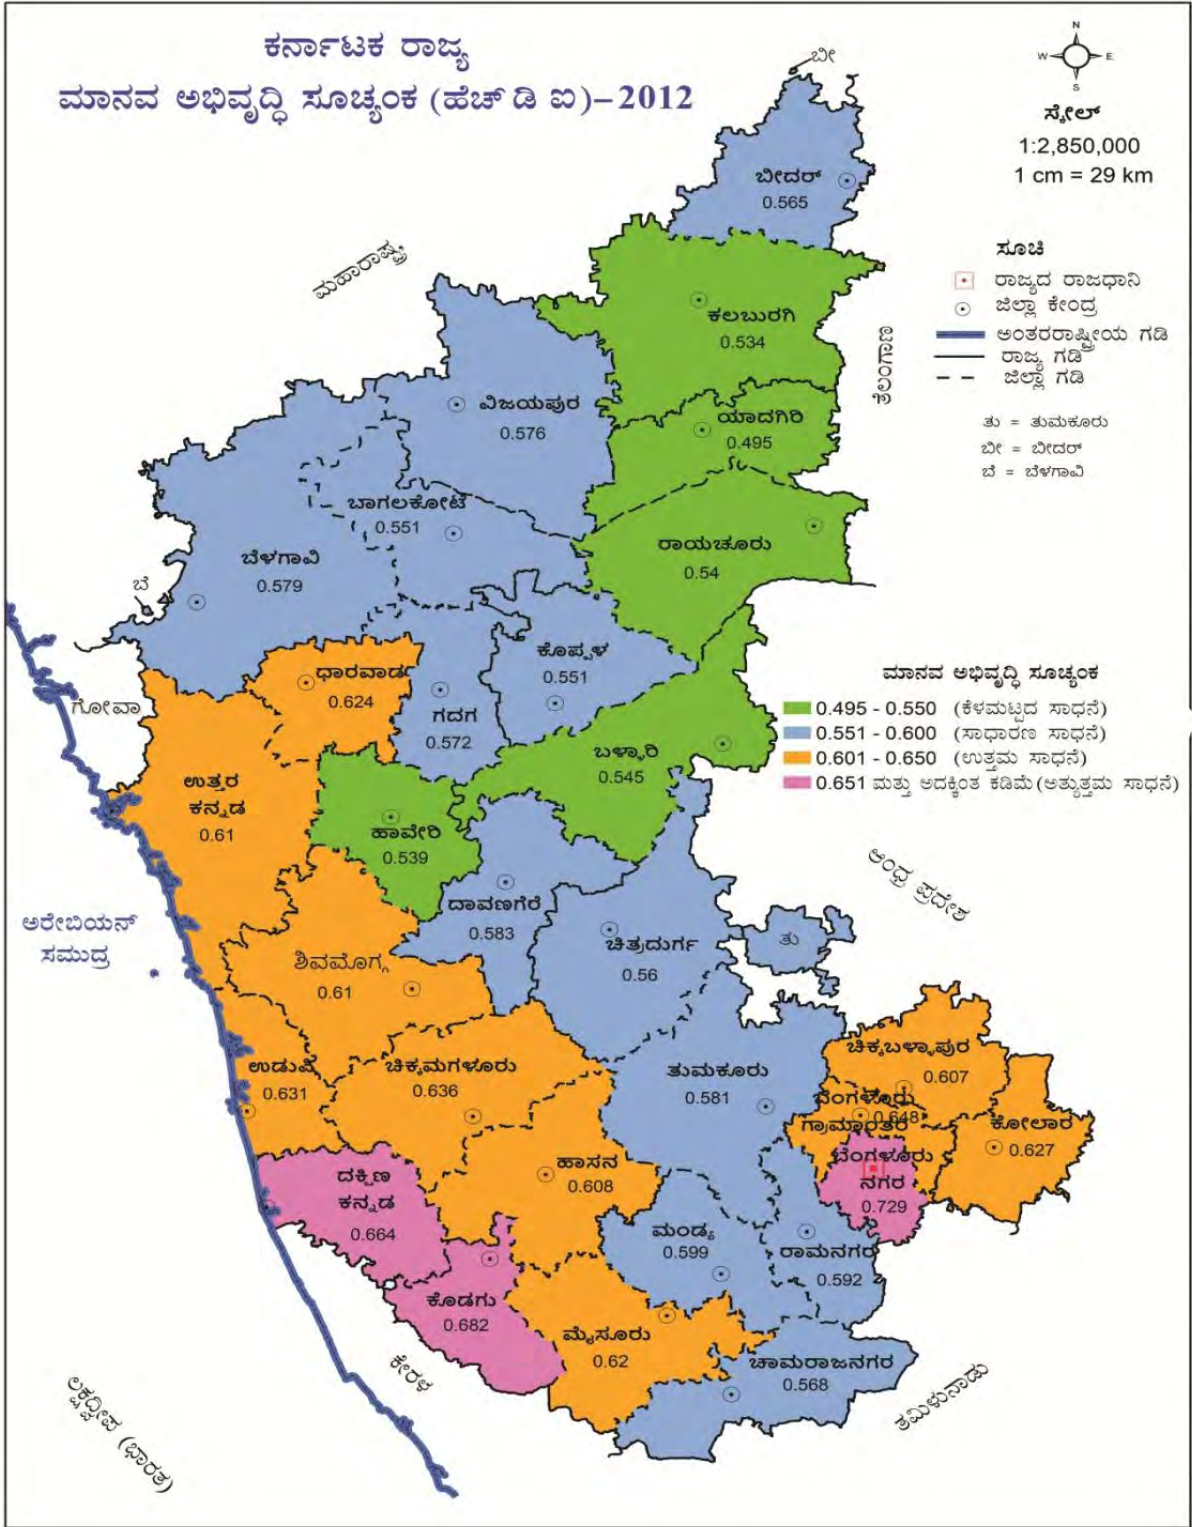 ಕರ್ನಾಟಕ ರಾಜ್ಯ
ಮಾನವ ಅಭಿವೃದ್ಧಿ ಸೂಚ್ಯಂಕ (ಹೆಚ್ ಡಿ ಐ)-2012
N
W E
S
ಸ್ಕೇಲ್
1:2,850,000
1 cm = 29 km
ಸೂಚಿ
ರಾಜ್ಯದ ರಾಜಧಾನಿ
ಜಿಲ್ಲಾ ಕೇಂದ್ರ
ಅಂತರರಾಷ್ಟ್ರೀಯ ಗಡಿ
ರಾಜ್ಯ ಗಡಿ
ಜಿಲ್ಲಾ ಗಡಿ
ತು = ತುಮಕೂರು
ಬೀ = ಬೀದರ್
ಬೆ = ಬೆಳಗಾವಿ
ಬೀ
ಬೀದರ್
0.565
ಮಹಾರಾಷ್ಟ್ರ
ಕಲಬುರಗಿ
0.534
ತೆಲಂಗಾಣ
ವಿಜಯಪುರ
0.576
ಯಾದಗಿರಿ
0.495
ಬಾಗಲಕೋಟೆ
0.551
ರಾಯಚೂರು
0.54
ಬೆಳಗಾವಿ
0.579
ಬೆ
ಕೊಪ್ಪಳ
0.551
ಧಾರವಾಡ
0.624
ಗೋವಾ
ಗದಗ
0.572
ಬಳ್ಳಾರಿ
0.545
ಮಾನವ ಅಭಿವೃದ್ಧಿ ಸೂಚ್ಯಂಕ
0.495 - 0.550 (ಕೆಳಮಟ್ಟದ ಸಾಧನೆ)
0.551 - 0.600 (ಸಾಧಾರಣ ಸಾಧನೆ)
0.601 - 0.650 (ಉತ್ತಮ ಸಾಧನೆ)
0.651 ಮತ್ತು ಅದಕ್ಕಿಂತ ಕಡಿಮೆ (ಅತ್ಯುತ್ತಮ ಸಾಧನೆ)
ಉತ್ತರ
ಕನ್ನಡ
0.61
ಹಾವೇರಿ
0.539
ಆಂಧ್ರ ಪ್ರದೇಶ
ದಾವಣಗೆರೆ
0.583
ಚಿತ್ರದುರ್ಗ
0.56
ತು
ಅರೇಬಿಯನ್
ಸಮುದ್ರ
ಶಿವಮೊಗ್ಗ
0.61
ಉಡುಪಿ
0.631
ಚಿಕ್ಕಮಗಳೂರು
0.636
ತುಮಕೂರು
0.581
ಚಿಕ್ಕಬಳ್ಳಾಪುರ
0.607
ಬೆಂಗಳೂರು
0.648
ಗ್ರಾಮಾಂತರ
ಕೋಲಾರ
0.627
ಬೆಂಗಳೂರು
ನಗರ
0.729
ಹಾಸನ
0.608
ದಕ್ಷಿಣ
ಕನ್ನಡ
0.664
ಮಂಡ್ಯ
0.599
ರಾಮನಗರ
0.592
ಕೊಡಗು
0.682
ಮೈಸೂರು
0.62
ಚಾಮರಾಜನಗರ
0.568
ಕೇರಳ
ತಮಿಳುನಾಡು
ಲಕ್ಷದ್ವೀಪ (ಭಾರತ)